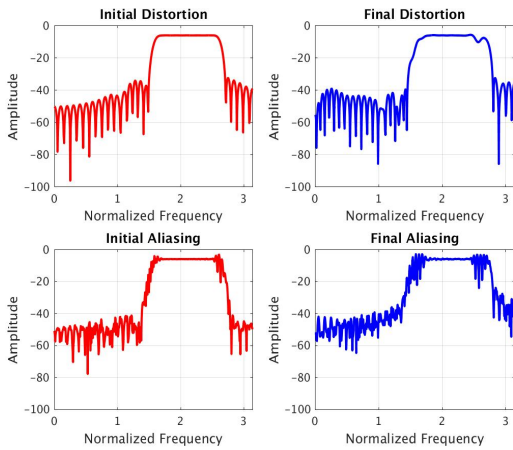 Initial Distortion
Amplitude
0
−20
−40
−60
−80
−100
0 1 2 3
Normalized Frequency
Final Distortion
Amplitude
0
−20
−40
−60
−80
−100
0 1 2 3
Normalized Frequency
Initial Aliasing
Amplitude
0
−20
−40
−60
−80
−100
0 1 2 3
Normalized Frequency
Final Aliasing
Amplitude
0
−20
−40
−60
−80
−100
0 1 2 3
Normalized Frequency